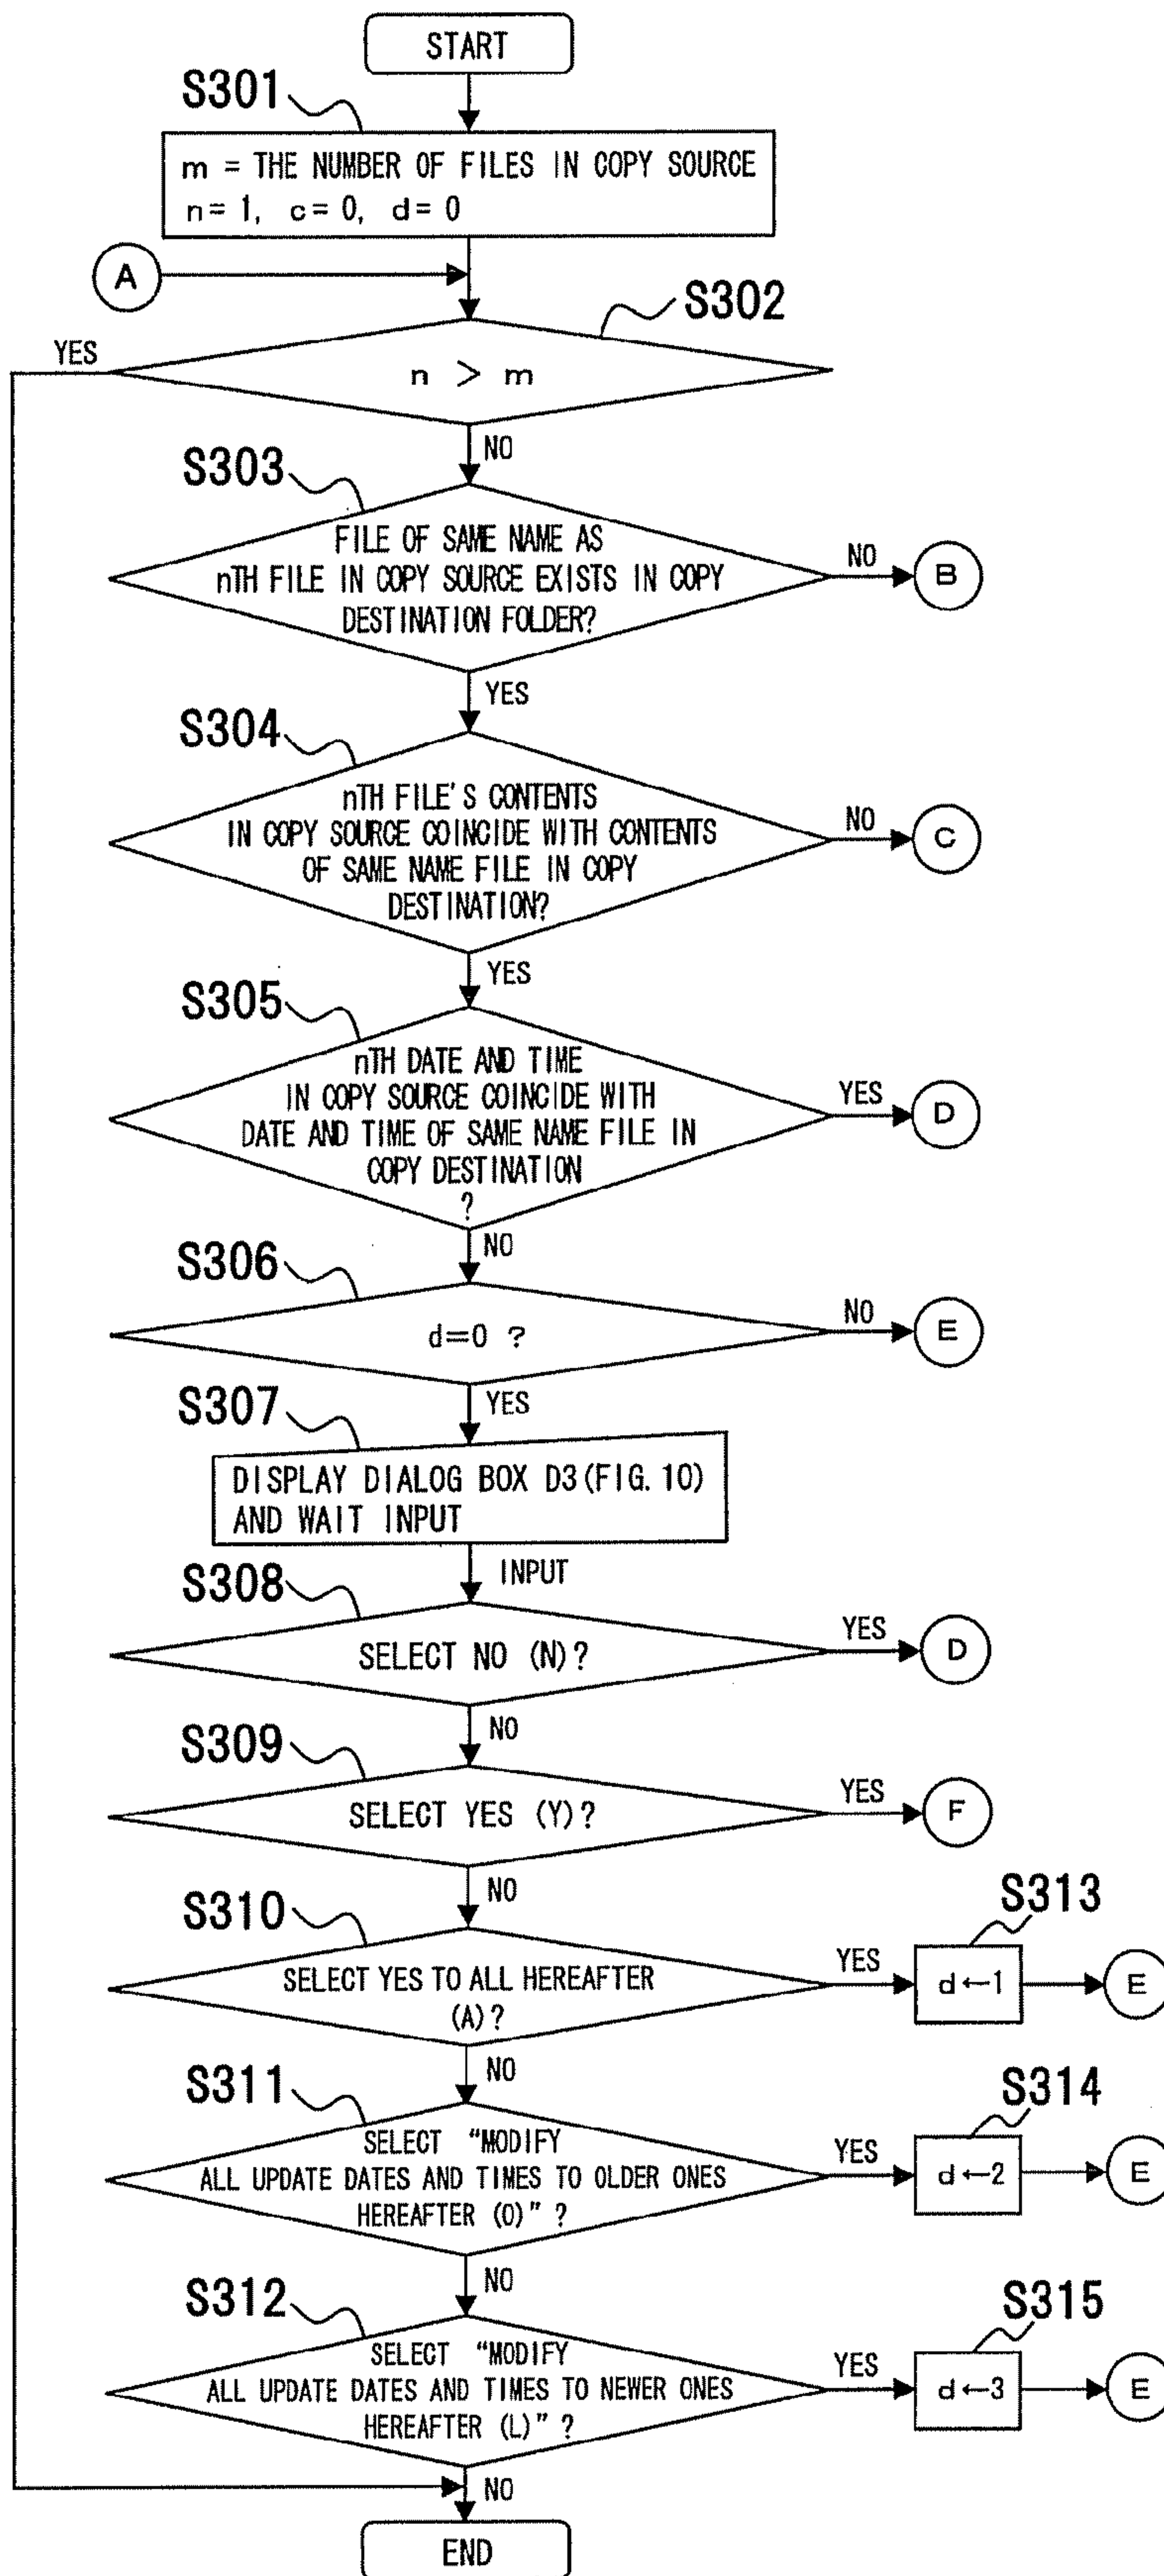 START
S301
m = THE NUMBER OF FILES IN COPY SOURCE
n= 1, c= 0, d= 0
A
S302
YES
n > m
NO
S303
FILE OF SAME NAME AS
nTH FILE IN COPY SOURCE EXISTS IN COPY
DESTINATION FOLDER?
NO
B
YES
S304
nTH FILE'S CONTENTS
IN COPY SOURCE COINCIDE WITH CONTENTS
OF SAME NAME FILE IN COPY
DESTINATION?
NO
C
YES
S305
nTH DATE AND TIME
IN COPY SOURCE COINCIDE WITH
DATE AND TIME OF SAME NAME FILE IN
COPY DESTINATION
?
YES
D
NO
S306
d=0 ?
NO
E
YES
S307
DISPLAY DIALOG BOX D3(FIG. 10)
AND WAIT INPUT
INPUT
S308
SELECT NO (N)?
YES
D
NO
S309
SELECT YES (Y)?
YES
F
NO
S310
SELECT YES TO ALL HEREAFTER
(A)?
YES
S313
d←1
E
NO
S311
SELECT “MODIFY
ALL UPDATE DATES AND TIMES TO OLDER ONES
HEREAFTER (O)” ?
YES
S314
d←2
E
NO
S312
SELECT “MODIFY
ALL UPDATE DATES AND TIMES TO NEWER ONES
HEREAFTER (L)” ?
YES
S315
d←3
E
NO
END